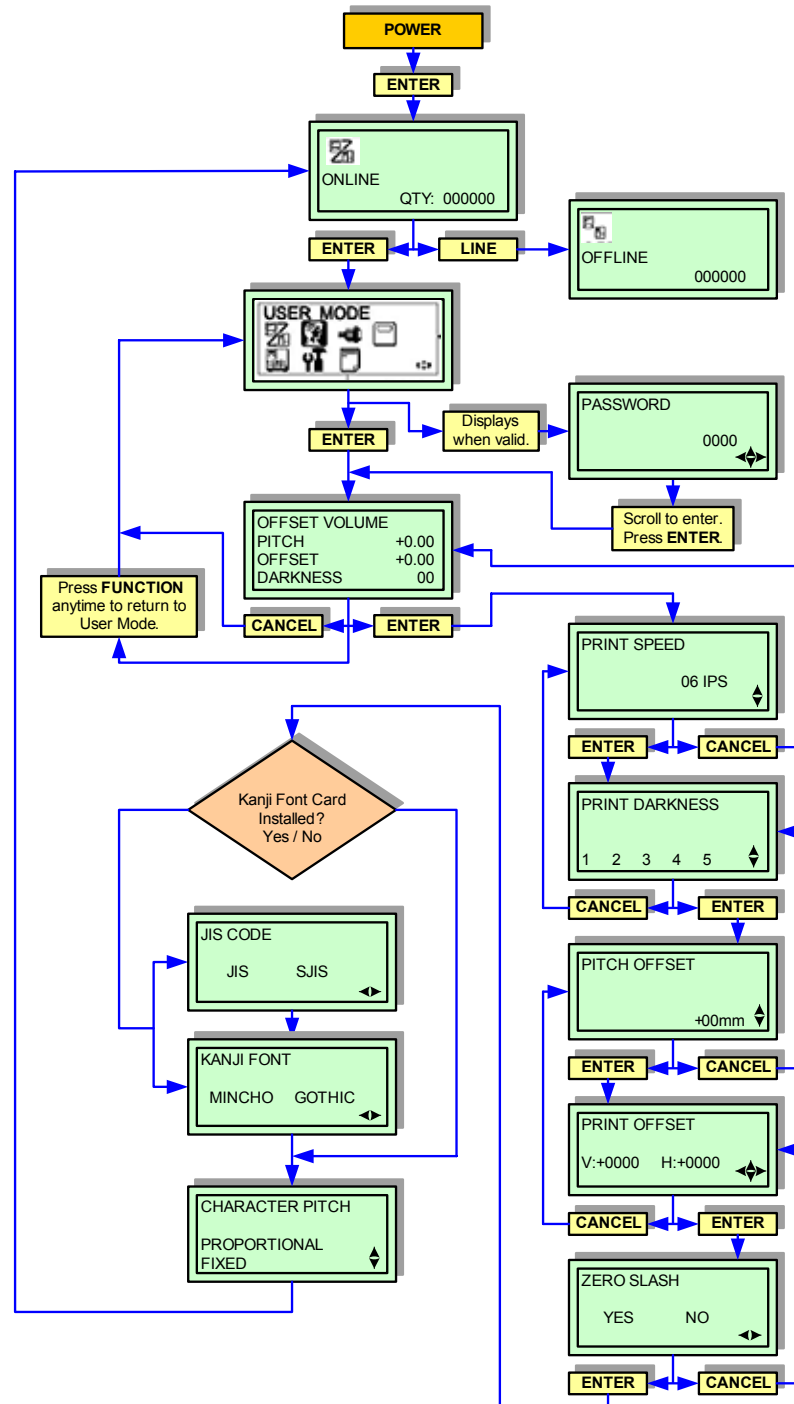 POWER
ENTER
ONLINE
QTY: 000000
ENTER
LINE
OFFLINE
000000
USER MODE
ENTER
Displays
when valid.
PASSWORD
0000
Scroll to enter.
Press ENTER.
OFFSET VOLUME
PITCH +0.00
OFFSET +0.00
DARKNESS 00
Press FUNCTION
anytime to return to
User Mode.
CANCEL
ENTER
PRINT SPEED
06 IPS
ENTER
CANCEL
PRINT DARKNESS
1 2 3 4 5
CANCEL
ENTER
PITCH OFFSET
+00mm
ENTER
CANCEL
PRINT OFFSET
V:+0000 H:+0000
CANCEL
ENTER
ZERO SLASH
YES NO
ENTER
CANCEL
Kanji Font Card
Installed?
Yes / No
JIS CODE
JIS SJIS
KANJI FONT
MINCHO GOTHIC
CHARACTER PITCH
PROPORTIONAL
FIXED